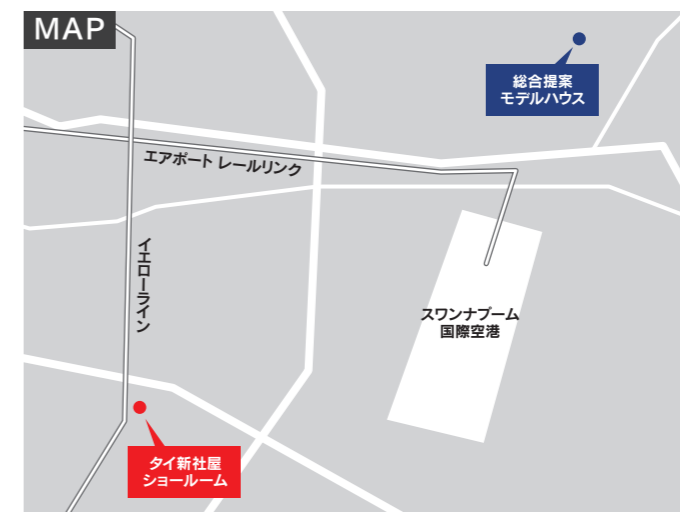 MAP
総合提案
モデルハウス
エアポート レールリンク
イエローライン
スワンナプーム
国際空港
タイ新社屋
ショールーム